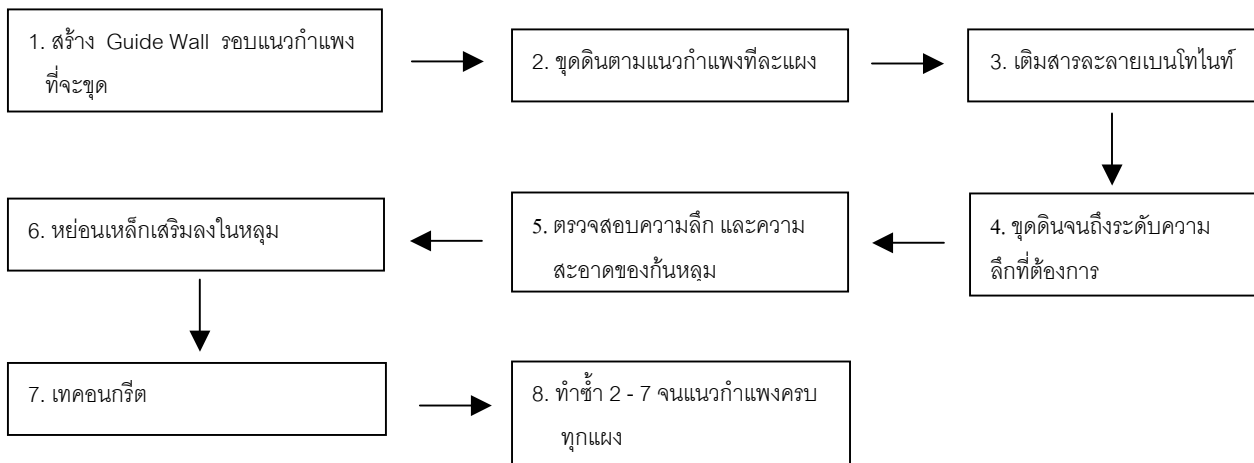 1. สร้าง Guide Wall รอบแนวกำแพง
ที่จะขุด
2. ขุดดินตามแนวกำแพงทีละแผง
3. เติมสารละลายเบนโทไนท์
4. ขุดดินจนถึงระดับความ
ลึกที่ต้องการ
5. ตรวจสอบความลึก และความ
สะอาดของก้นหลุม
6. หย่อนเหล็กเสริมลงในหลุม
7. เทคอนกรีต
8. ทำซ้ำ 2 - 7 จนแนวกำแพงครบ
ทุกแผง